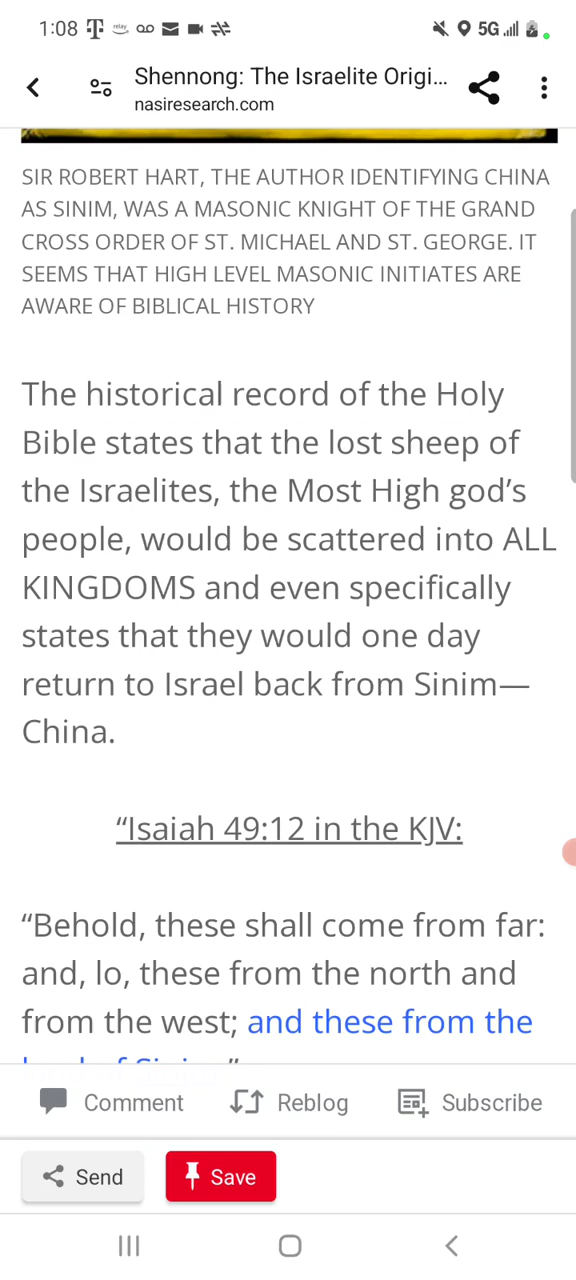 1:08 relay 5G
Shennong: The Israelite Origi...
nasiresearch.com
SIR ROBERT HART, THE AUTHOR IDENTIFYING CHINA
AS SINIM, WAS A MASONIC KNIGHT OF THE GRAND
CROSS ORDER OF ST. MICHAEL AND ST. GEORGE. IT
SEEMS THAT HIGH LEVEL MASONIC INITIATES ARE
AWARE OF BIBLICAL HISTORY
The historical record of the Holy
Bible states that the lost sheep of
the Israelites, the Most High god’s
people, would be scattered into ALL
KINGDOMS and even specifically
states that they would one day
return to Israel back from Sinim—
China.
“Isaiah 49:12 in the KJV:
“Behold, these shall come from far:
and, lo, these from the north and
from the west; and these from the
Comment Reblog Subscribe
Send Save